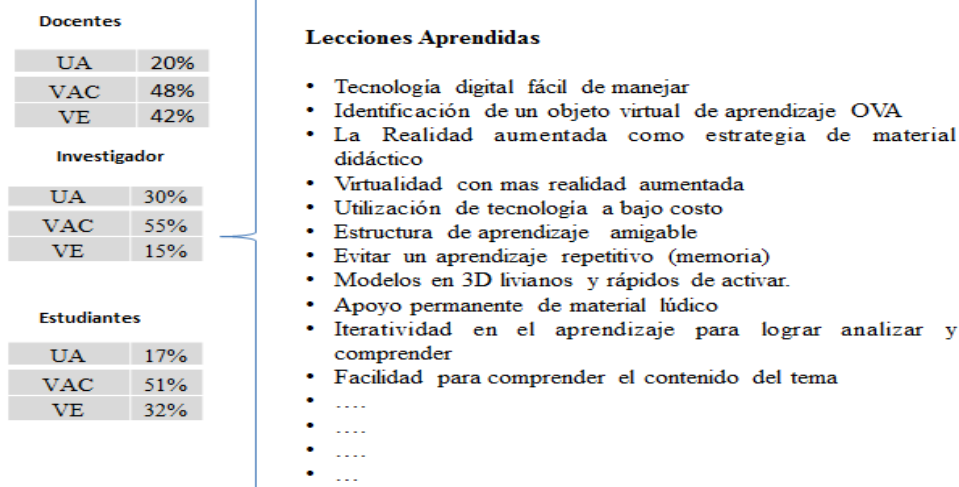 Docentes
UA 20%
VAC 48%
VE 42%
Investigador
UA 30%
VAC 55%
VE 15%
Estudiantes
UA 17%
VAC 51%
VE 32%
Lecciones Aprendidas
• Tecnología digital fácil de manejar
• Identificación de un objeto virtual de aprendizaje OVA
• La Realidad aumentada como estrategia de material
didáctico
• Virtualidad con mas realidad aumentada
• Utilización de tecnología a bajo costo
• Estructura de aprendizaje amigable
• Evitar un aprendizaje repetitivo (memoria)
• Modelos en 3D livianos y rápidos de activar.
• Apoyo permanente de material lúdico
• Iteratividad en el aprendizaje para lograr analizar y
comprender
• Facilidad para comprender el contenido del tema
• ....
• ....
• ....
• ...